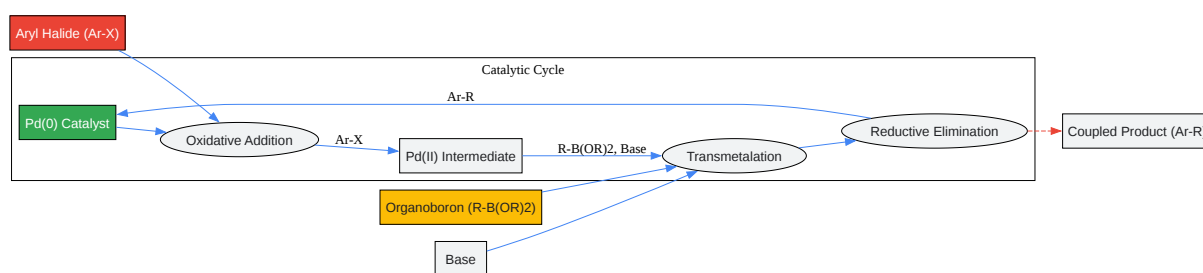 Aryl Halide (Ar-X)
Catalytic Cycle
Ar-R
Pd(0) Catalyst
Oxidative Addition
Ar-X
Pd(II) Intermediate
R-B(OR)2, Base
Transmetalation
Reductive Elimination
Coupled Product (Ar-R
Organoboron (R-B(OR)2)
Base